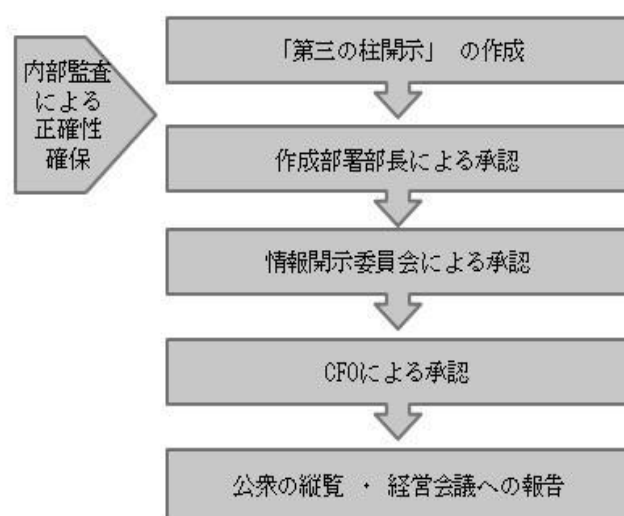 内部監査
による
正確性
確保
「第三の柱開示」 の作成
作成部署部長による承認
情報開示委員会による承認
CFOによる承認
公衆の縦覧 ・ 経営会議への報告